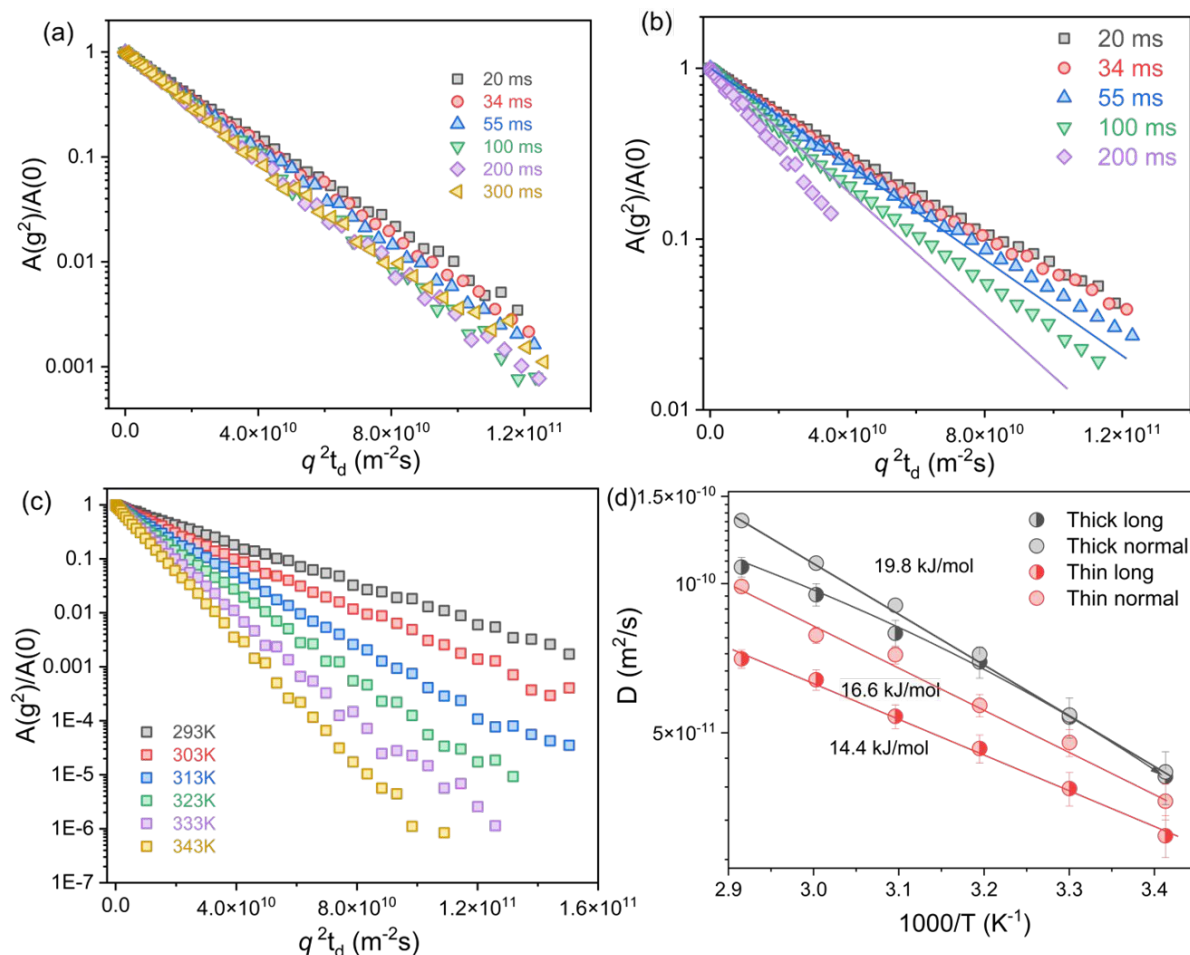 (a)
A(g²)/A(0)
1
0.1
0.01
0.001
20 ms
34 ms
55 ms
100 ms
200 ms
300 ms
0.0 4.0×10¹⁰ 8.0×10¹⁰ 1.2×10¹¹
q²t_d (m⁻²s)
(b)
A(g²)/A(0)
1
0.1
0.01
20 ms
34 ms
55 ms
100 ms
200 ms
0.0 4.0×10¹⁰ 8.0×10¹⁰ 1.2×10¹¹
q²t_d (m⁻²s)
(c)
A(g²)/A(0)
1
0.1
0.01
0.001
1E-4
1E-5
1E-6
1E-7
293K
303K
313K
323K
333K
343K
0.0 4.0×10¹⁰ 8.0×10¹⁰ 1.2×10¹¹ 1.6×10¹¹
q²t_d (m⁻²s)
(d)
D (m²/s)
1.5×10⁻¹⁰
10⁻¹⁰
5×10⁻¹¹
Thick long
Thick normal
Thin long
Thin normal
19.8 kJ/mol
16.6 kJ/mol
14.4 kJ/mol
2.9 3.0 3.1 3.2 3.3 3.4
1000/T (K⁻¹)